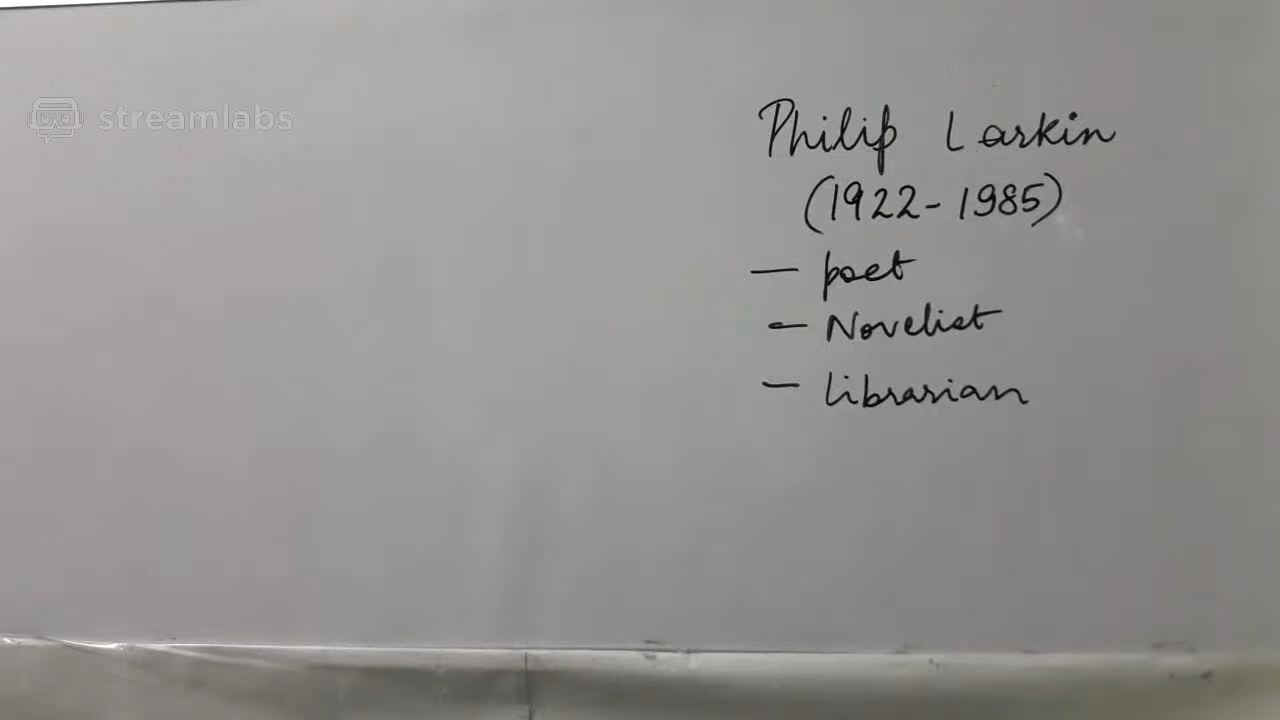 streamlabs
Philip Larkin
(1922-1985)
— poet
- Novelist
- librarian